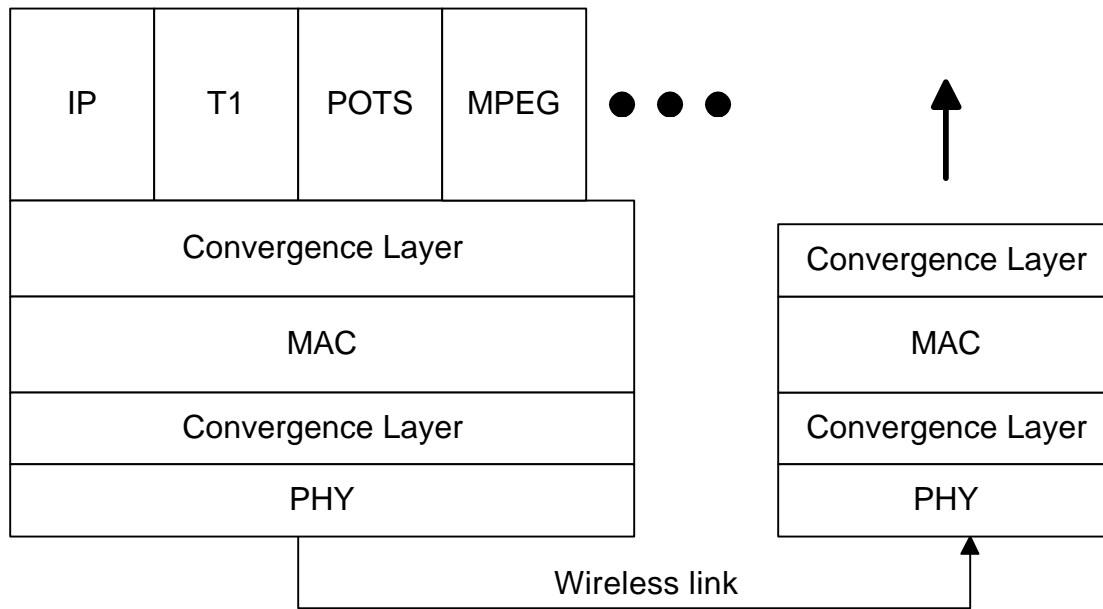 IP
T1
POTS
MPEG
Convergence Layer
MAC
Convergence Layer
PHY
Convergence Layer
MAC
Convergence Layer
PHY
Wireless link